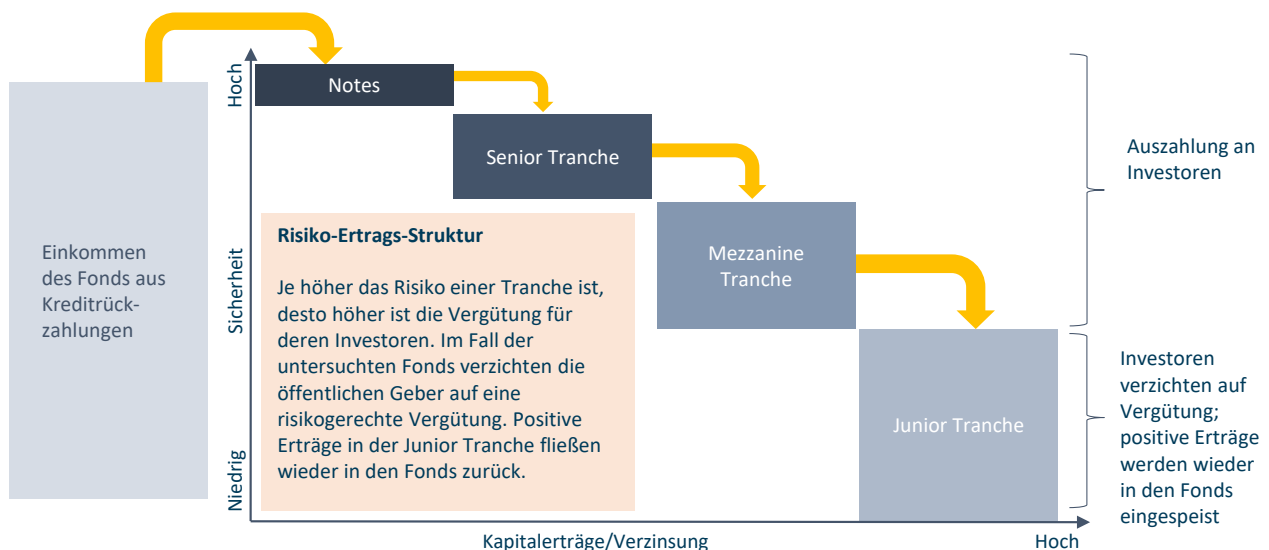 Einkommen
des Fonds aus
Kreditrück-
zahlungen
Hoch
Sicherheit
Niedrig
Notes
Senior Tranche
Mezzanine
Tranche
Junior Tranche
Risiko-Ertrags-Struktur
Je höher das Risiko einer Tranche ist,
desto höher ist die Vergütung für
deren Investoren. Im Fall der
untersuchten Fonds verzichten die
öffentlichen Geber auf eine
risikogerechte Vergütung. Positive
Erträge in der Junior Tranche fließen
wieder in den Fonds zurück.
Auszahlung an
Investoren
Investoren
verzichten auf
Vergütung;
positive Erträge
werden wieder
in den Fonds
eingespeist
Kapitalerträge/Verzinsung
Hoch